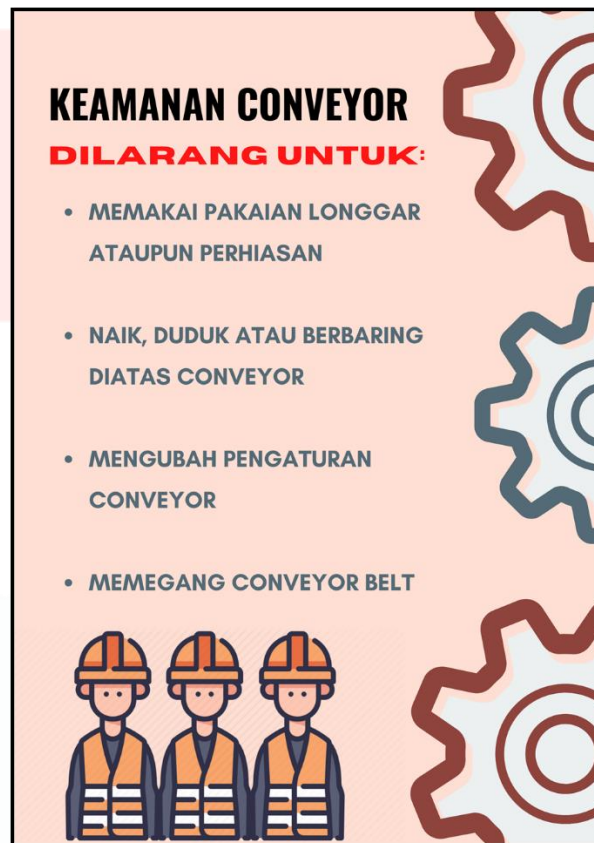 KEAMANAN CONVEYOR
DILARANG UNTUK:
• MEMAKAI PAKAIAN LONGGAR
ATAUPUN PERHIASAN
• NAIK, DUDUK ATAU BERBARING
DIATAS CONVEYOR
• MENGUBAH PENGATURAN
CONVEYOR
• MEMEGANG CONVEYOR BELT